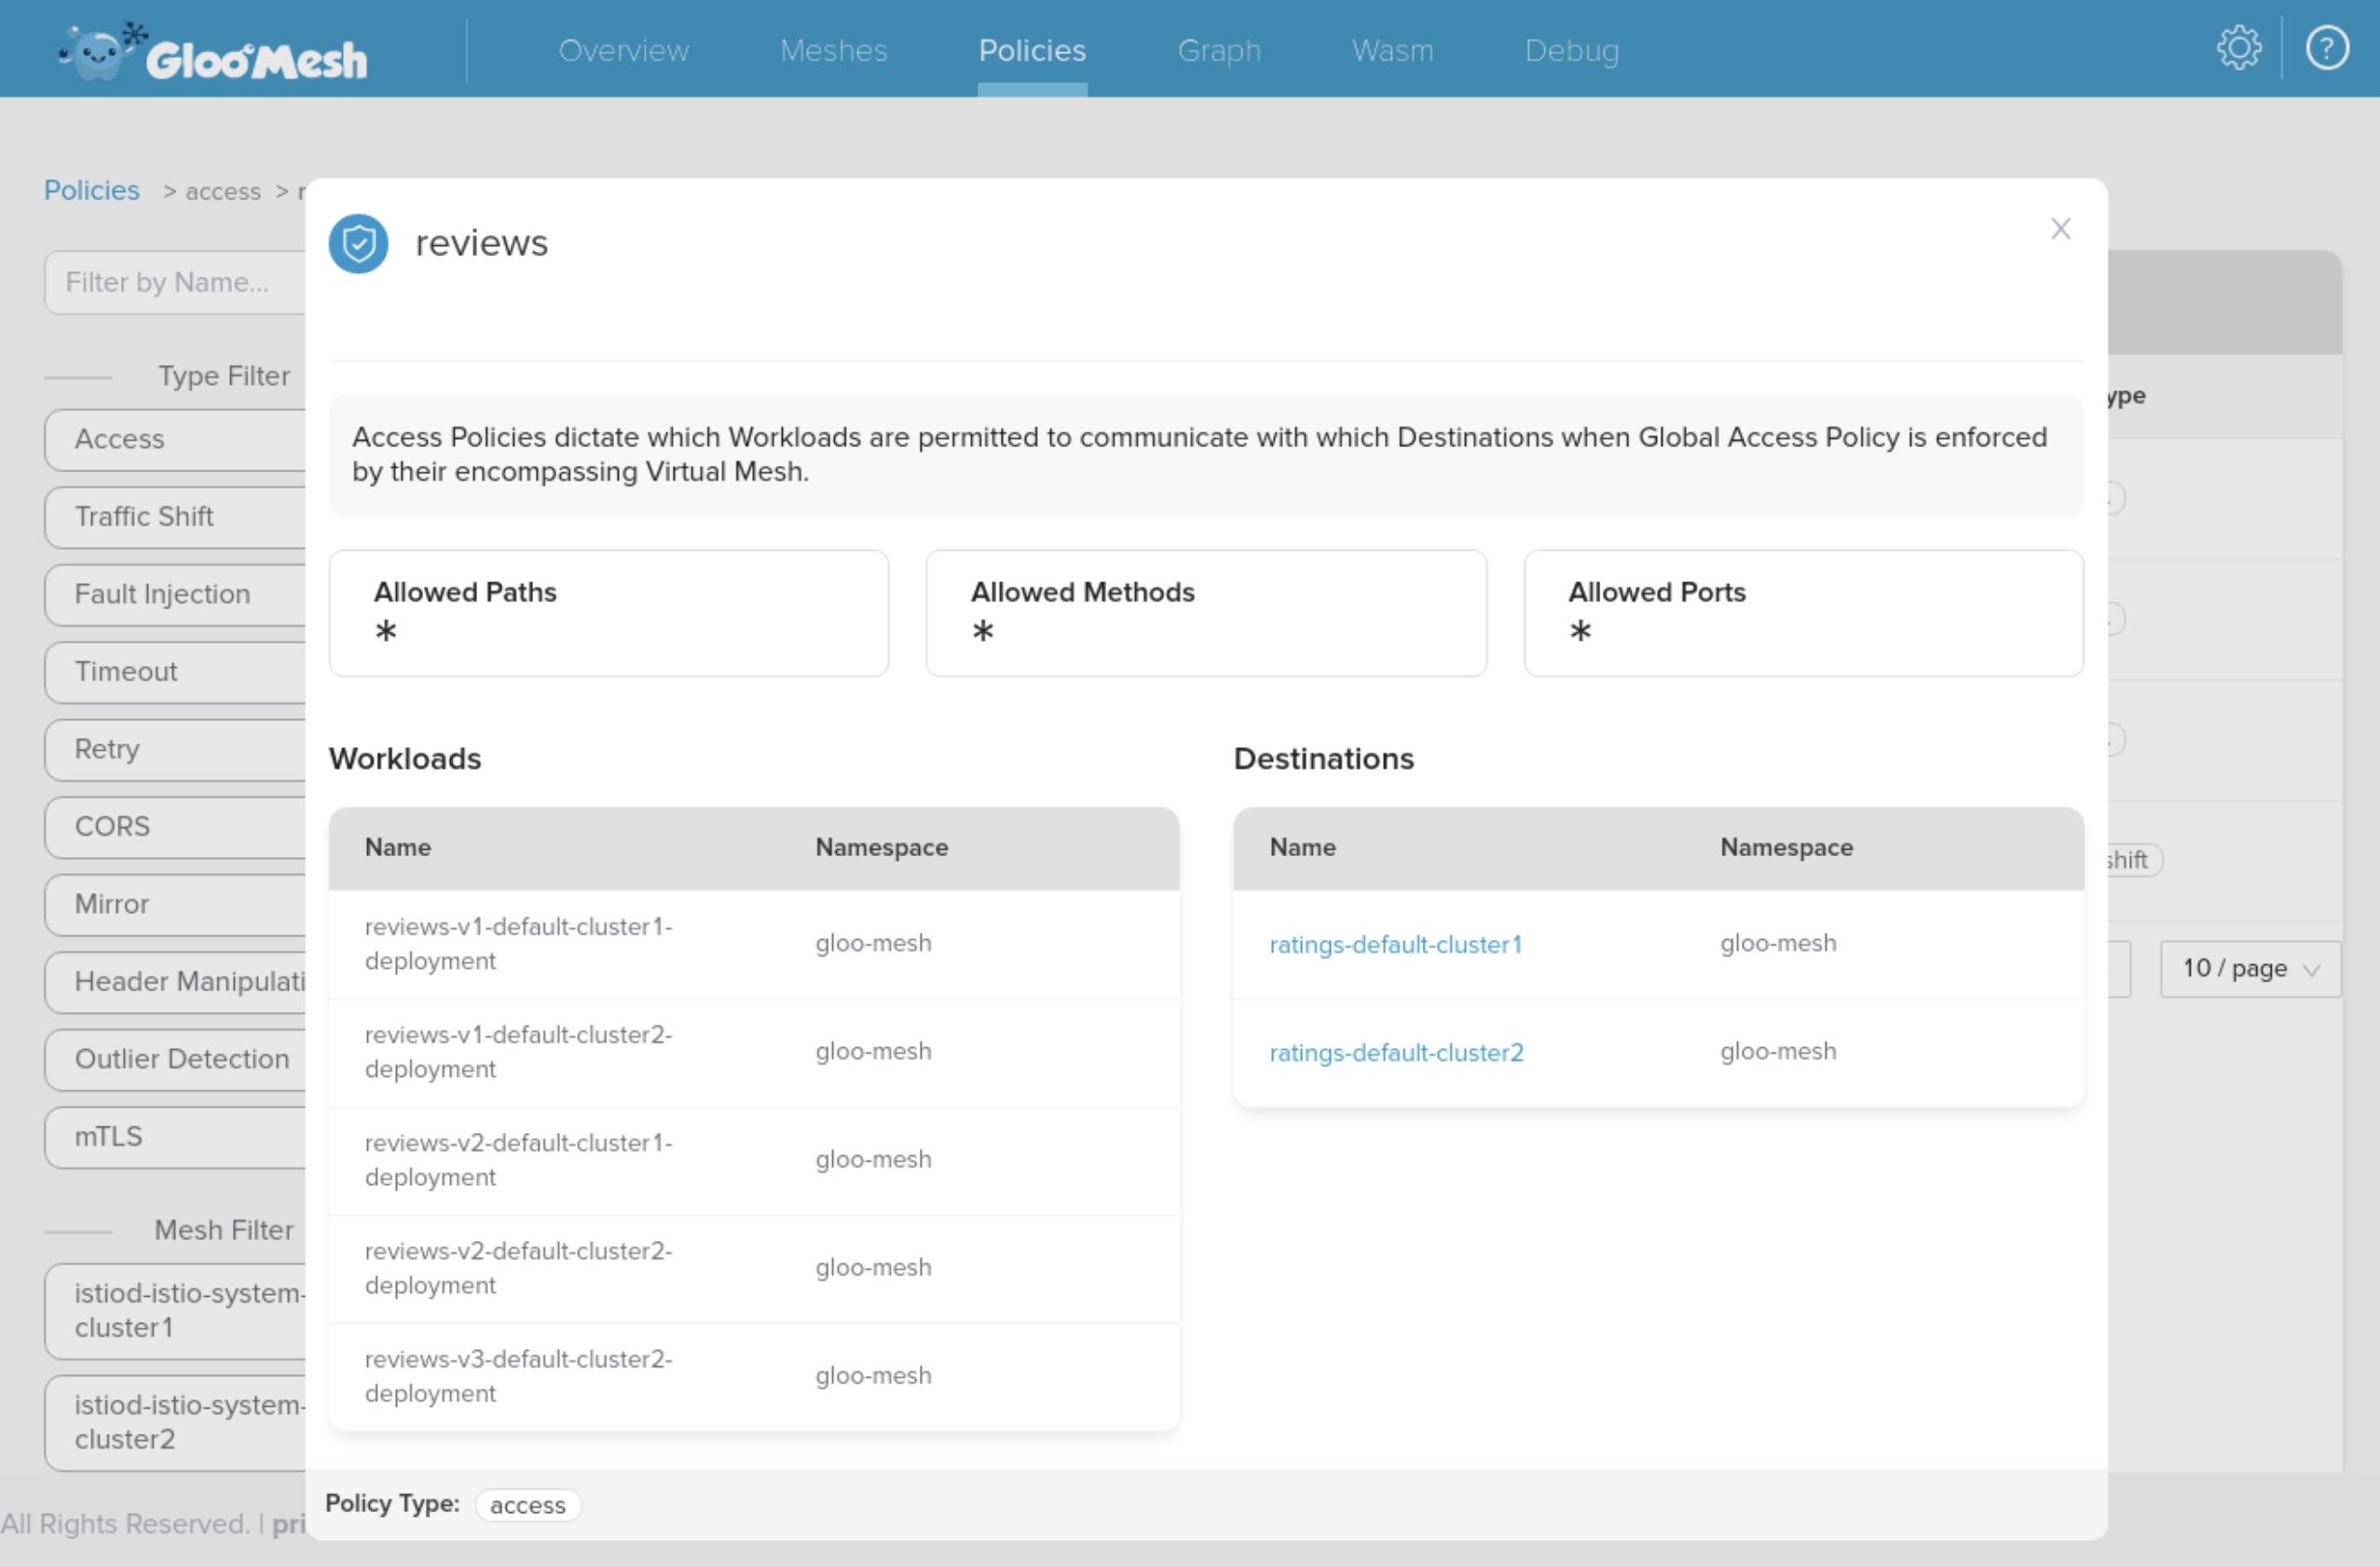 Gloo Mesh
Overview Meshes Policies Graph Wasm Debug
?
Policies > access >
Filter by Name...
Type Filter
Access
Traffic Shift
Fault Injection
Timeout
Retry
CORS
Mirror
Header Manipulati
Outlier Detection
mTLS
Mesh Filter
istiod-istio-system-
cluster1
istiod-istio-system-
cluster2
reviews
X
Access Policies dictate which Workloads are permitted to communicate with which Destinations when Global Access Policy is enforced
by their encompassing Virtual Mesh.
Allowed Paths
*
Allowed Methods
*
Allowed Ports
*
Workloads
Name Namespace
reviews-v1-default-cluster1-
deployment
gloo-mesh
reviews-v1-default-cluster2-
deployment
gloo-mesh
reviews-v2-default-cluster1-
deployment
gloo-mesh
reviews-v2-default-cluster2-
deployment
gloo-mesh
reviews-v3-default-cluster2-
deployment
gloo-mesh
Destinations
Name Namespace
ratings-default-cluster1 gloo-mesh
ratings-default-cluster2 gloo-mesh
Policy Type: access
ype
shift
10 / page
All Rights Reserved. | pri